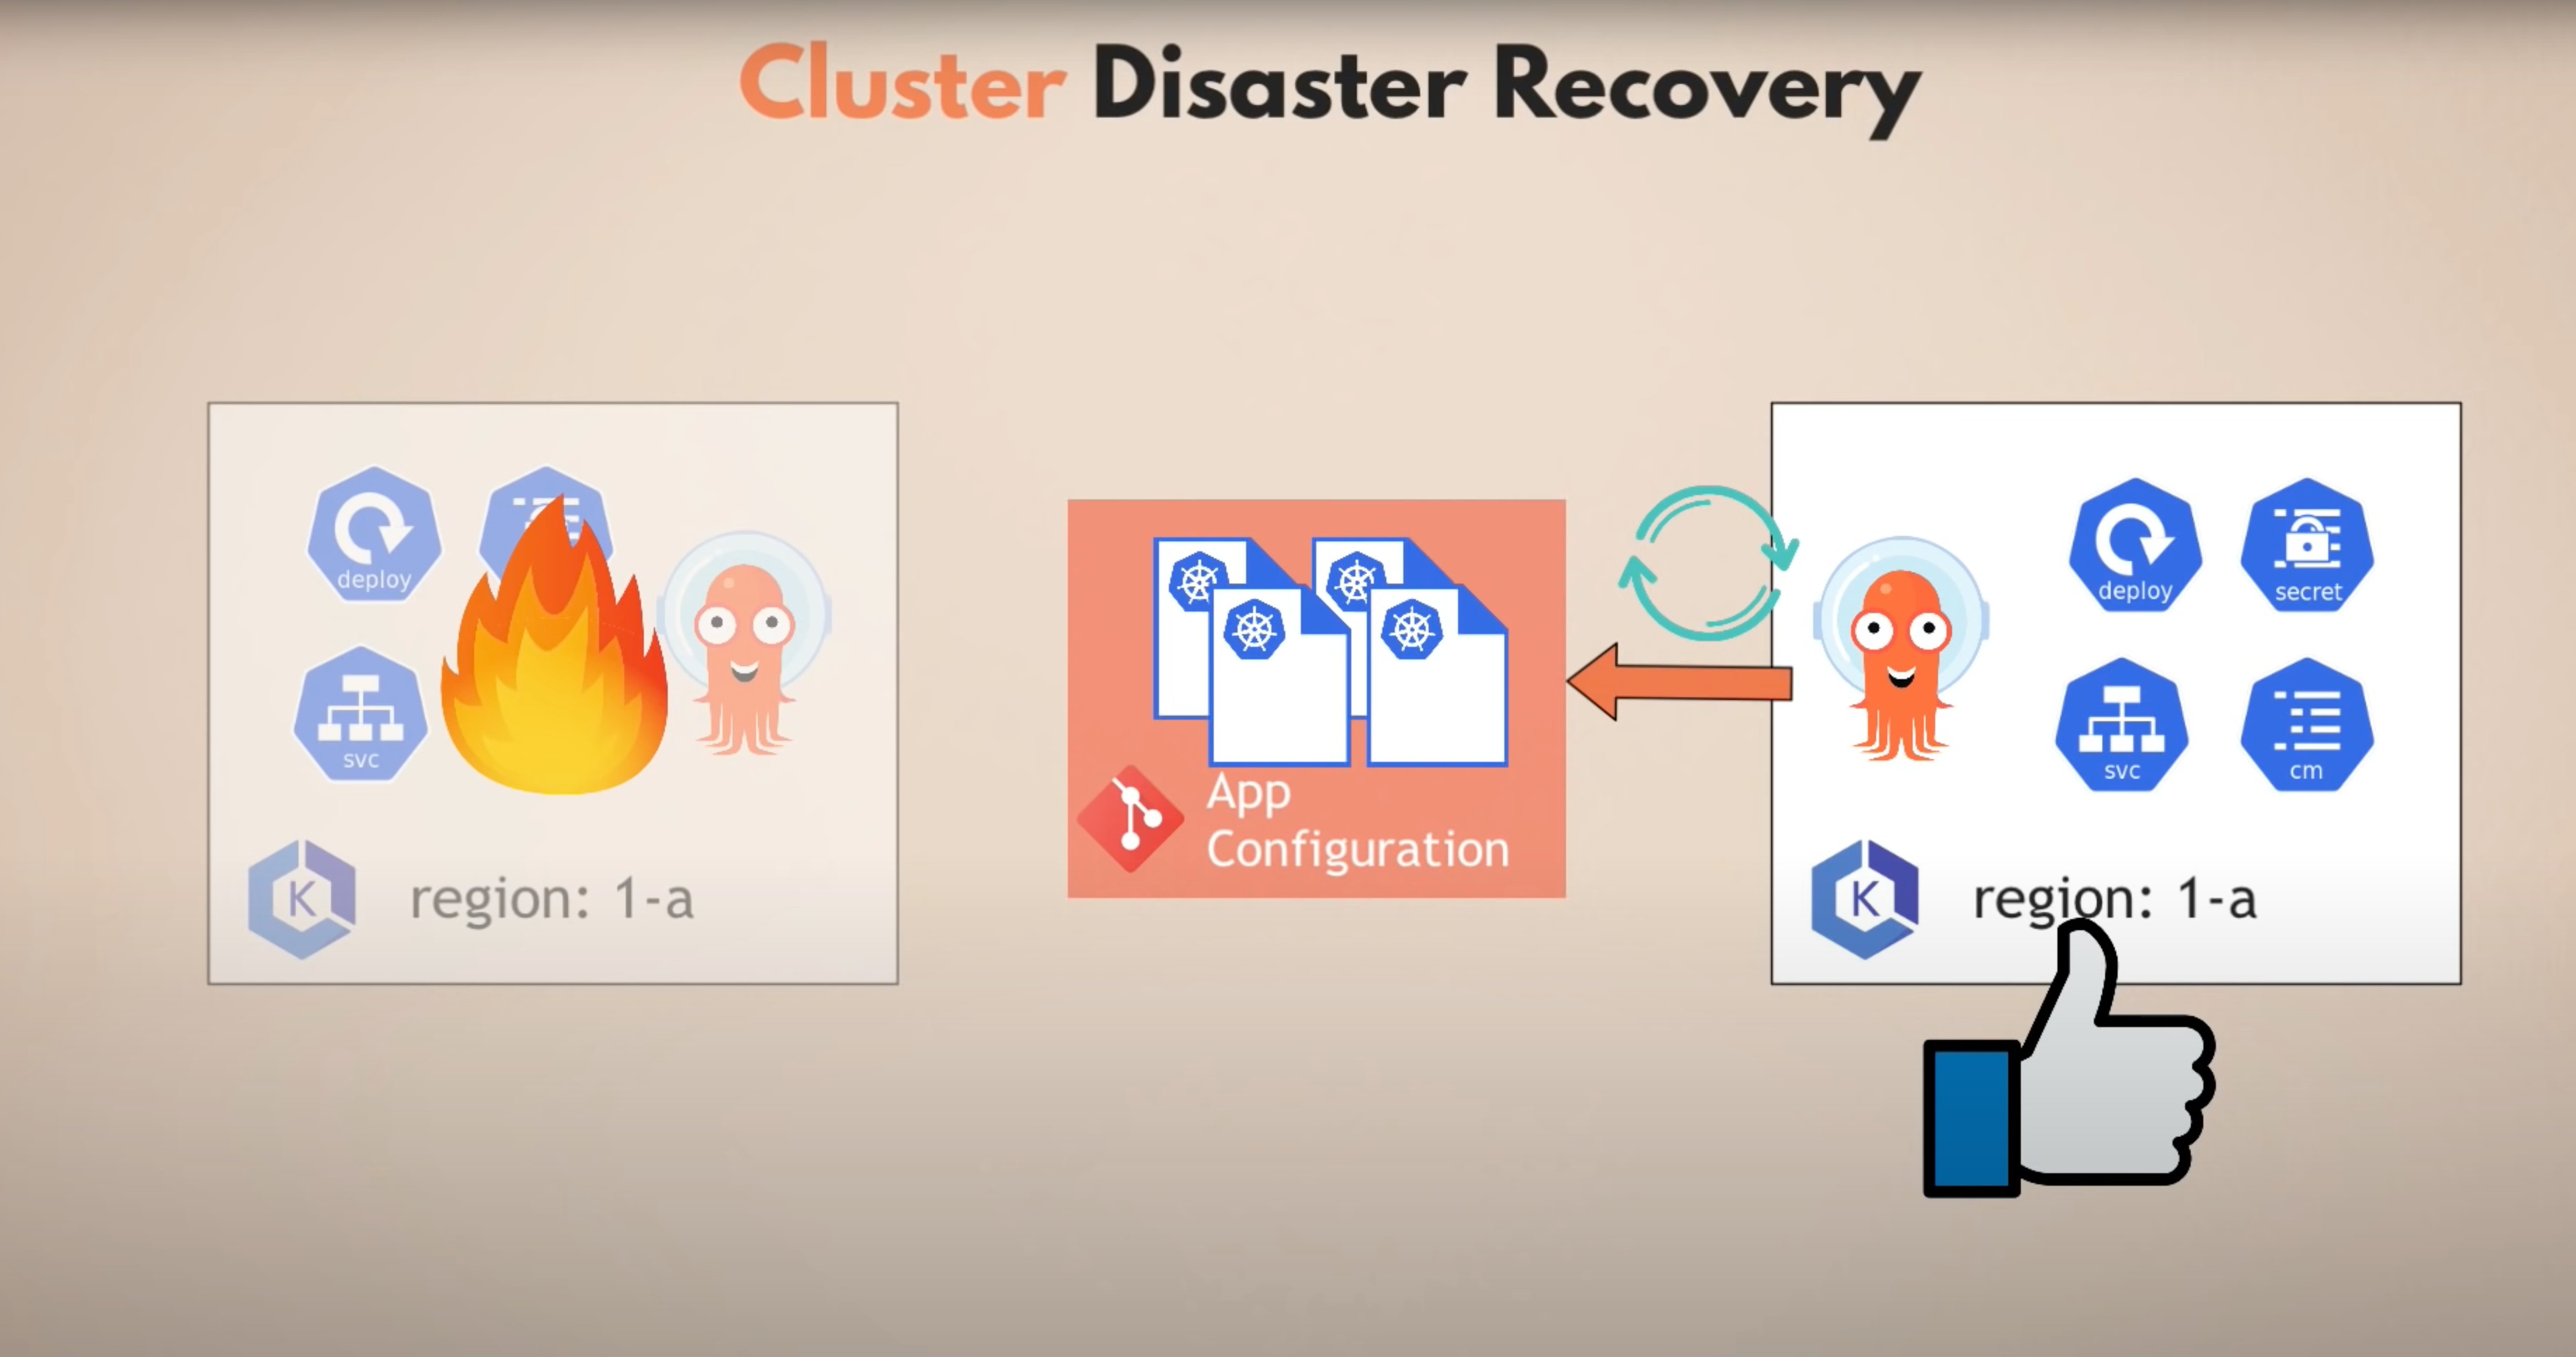 Cluster Disaster Recovery
deploy
svc
K
region: 1-a
App
Configuration
deploy
secret
svc
cm
K
region: 1-a